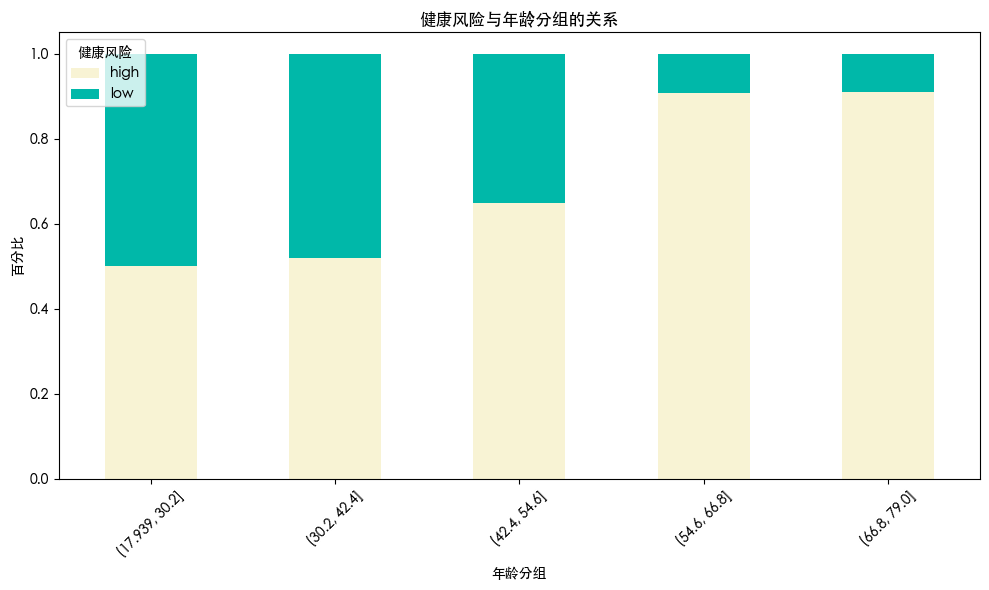 健康风险与年龄分组的关系
健康风险
high
low
百分比
1.0
0.8
0.6
0.4
0.2
0.0
(17.939, 30.2]
(30.2, 42.4]
(42.4, 54.6]
(54.6, 66.8]
(66.8, 79.0]
年龄分组